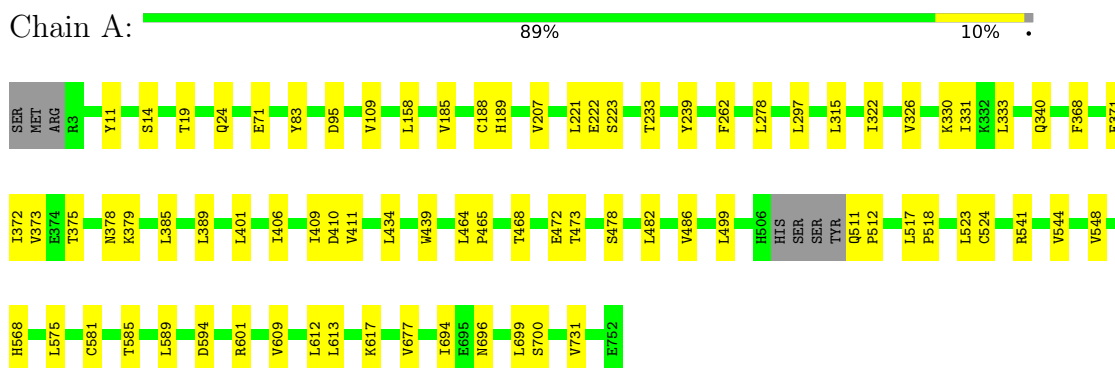 Chain A:
89% 10% •
SER MET ARG R3 Y11 S14 T19 Q24 E71 Y83 D95 V109 L158 V185 C188 H189 V207 L221 E222 S223 T233 Y239 F262 L278 L297 L315 I322 V326 K330 I331 K332 L333 Q340 F368 E371
I372 V373 E374 T375 N378 K379 L385 L389 L401 I406 I409 D410 V411 L434 W439 L464 P465 T468 E472 T473 S478 L482 V486 L499 H506 HIS SER SER TYR Q511 P512 L517 P518 L523 C524 R541 V544 V548
H568 L575 C581 T585 L589 D594 R601 V609 L612 L613 K617 V677 I694 E695 N696 L699 S700 V731 E752